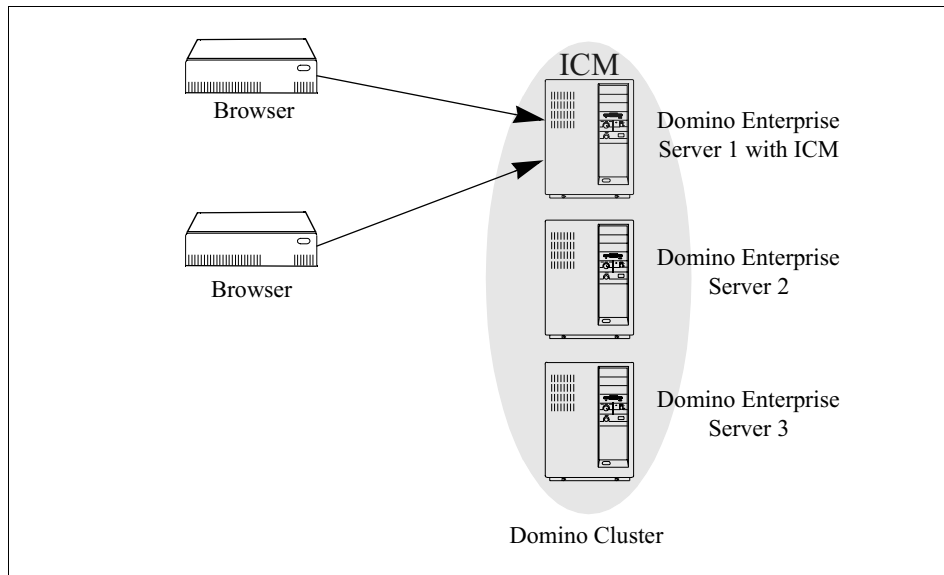 ICM
Browser
Domino Enterprise
Server 1 with ICM
Browser
Domino Enterprise
Server 2
Domino Enterprise
Server 3
Domino Cluster